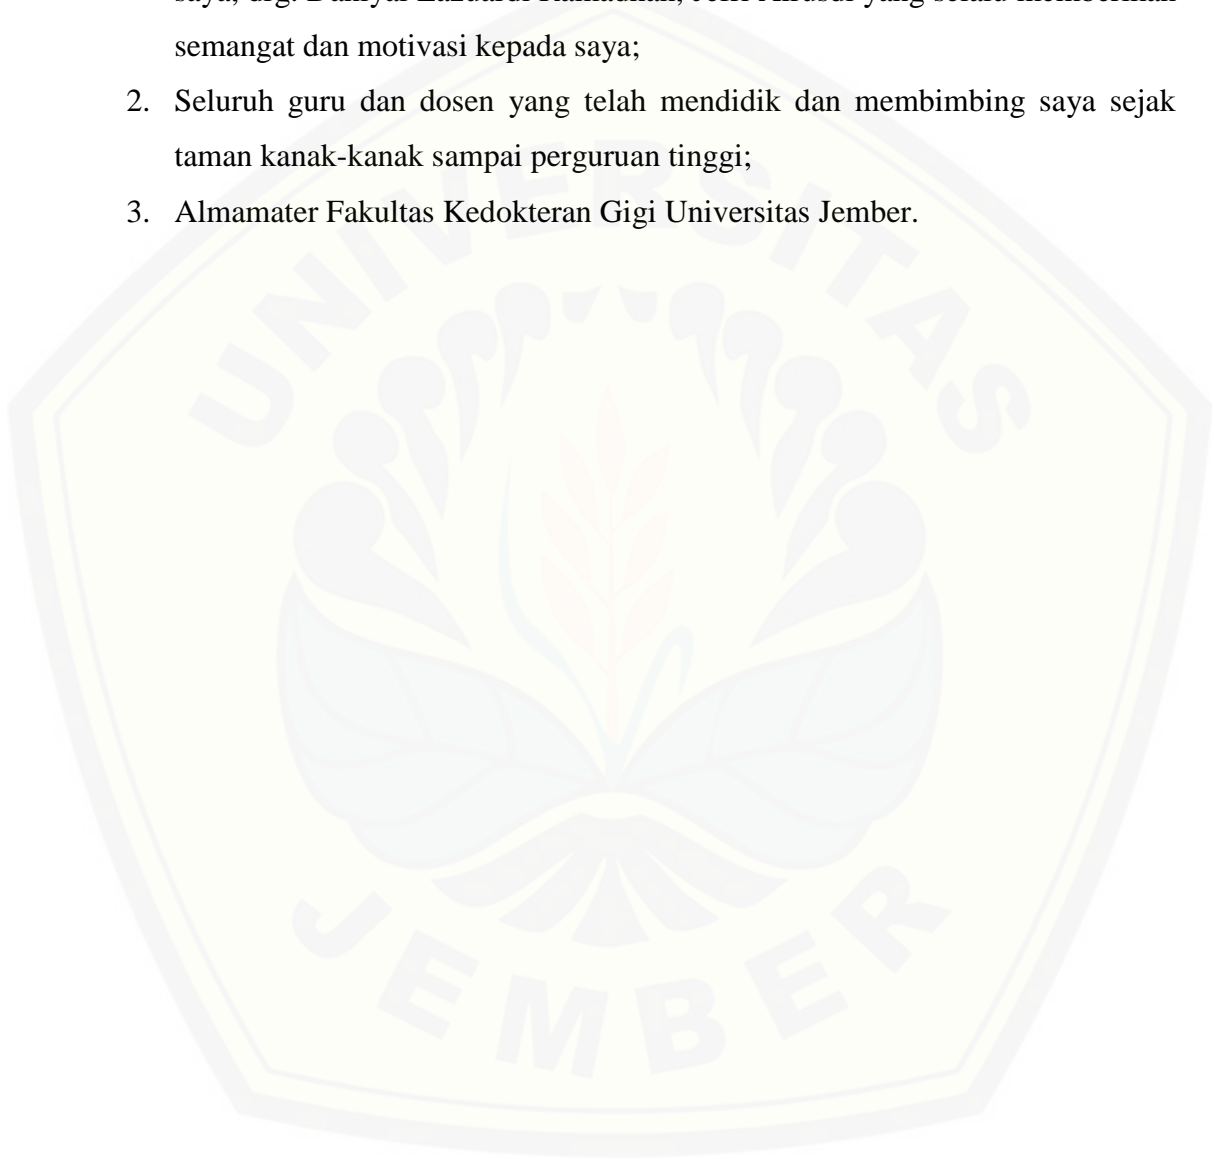 semangat dan motivasi kepada saya;
2. Seluruh guru dan dosen yang telah mendidik dan membimbing saya sejak
taman kanak-kanak sampai perguruan tinggi;
3. Almamater Fakultas Kedokteran Gigi Universitas Jember.
UNIVERSITAS
JEMBER